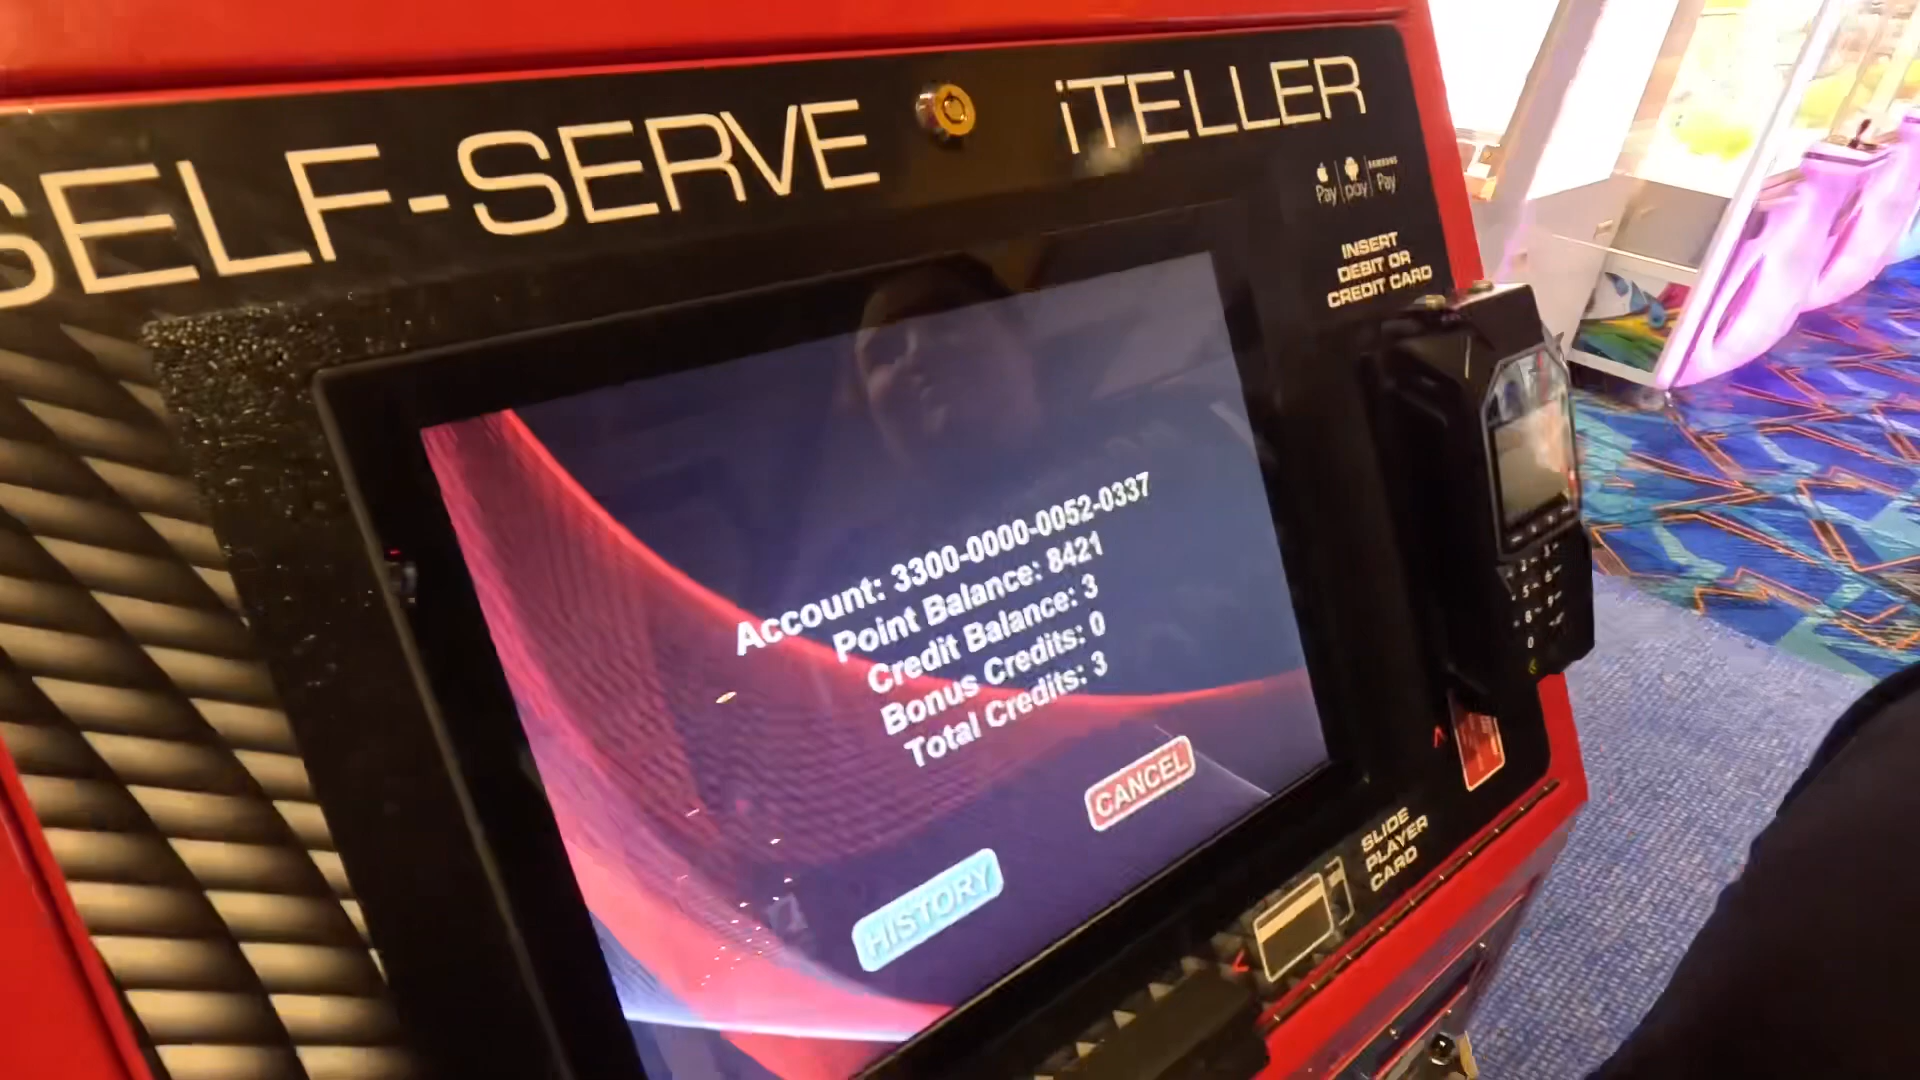 SELF-SERVE iTELLER
Pay pay SAMSUNG Pay
INSERT
DEBIT OR
CREDIT CARD
Account: 3300-0000-0052-0337
Point Balance: 8421
Credit Balance: 3
Bonus Credits: 0
Total Credits: 3
CANCEL
HISTORY
SLIDE
PLAYER
CARD